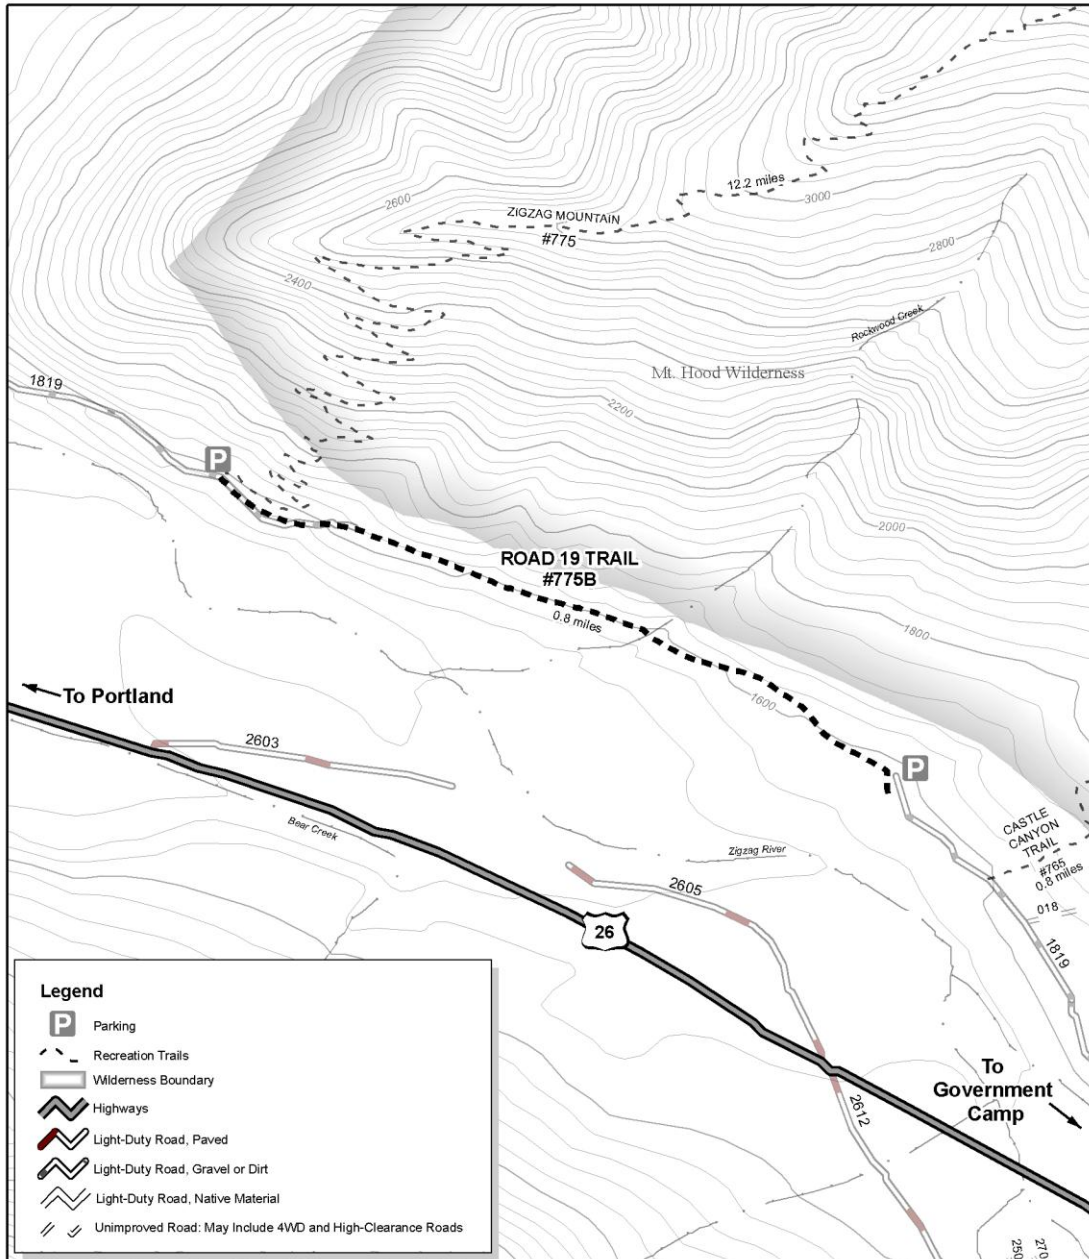 12.2 miles
3000
2600
ZIGZAG MOUNTAIN
#775
2800
2400
Rockwood Creek
1819
Mt. Hood Wilderness
2200
P
2000
ROAD 19 TRAIL
#775B
0.8 miles
1800
To Portland
1600
2603
P
Bear Creek
CASTLE
CANYON
TRAIL
#765
0.8 miles
Zigzag River
2605
018
26
1819
To
Government
Camp
2612
250
270
Legend
P Parking
Recreation Trails
Wilderness Boundary
Highways
Light-Duty Road, Paved
Light-Duty Road, Gravel or Dirt
Light-Duty Road, Native Material
Unimproved Road: May Include 4WD and High-Clearance Roads